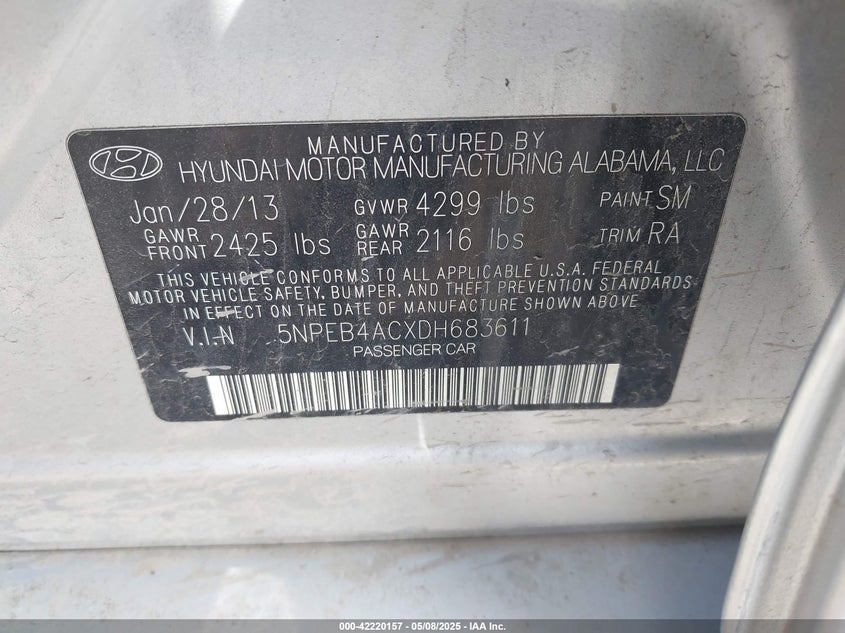 MANUFACTURED BY
HYUNDAI MOTOR MANUFACTURING ALABAMA, LLC
Jan/28/13 GVWR 4299 lbs PAINT SM
GAWR FRONT 2425 lbs GAWR REAR 2116 lbs TRIM RA
THIS VEHICLE CONFORMS TO ALL APPLICABLE U.S.A. FEDERAL
MOTOR VEHICLE SAFETY, BUMPER, AND THEFT PREVENTION STANDARDS
IN EFFECT ON THE DATE OF MANUFACTURE SHOWN ABOVE
V.I.N 5NPEB4ACXDH683611
PASSENGER CAR
000-42220157 - 05/08/2025 - IAA Inc.